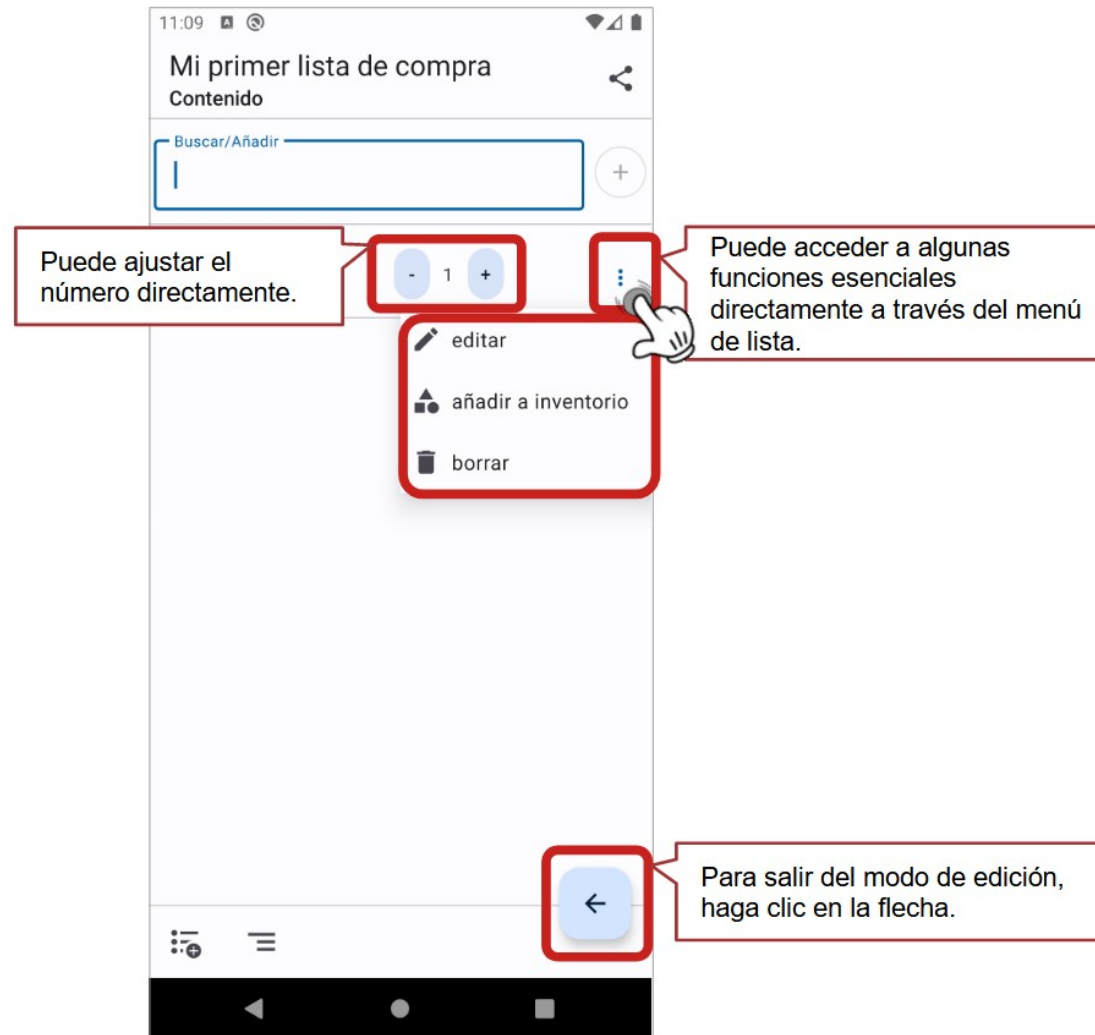 11:09
Mi primer lista de compra
Contenido
Buscar/Añadir
+
Puede ajustar el
número directamente.
- 1 +
Puede acceder a algunas
funciones esenciales
directamente a través del menú
de lista.
editar
añadir a inventorio
borrar
Para salir del modo de edición,
haga clic en la flecha.